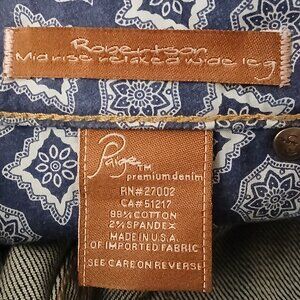 Robertson
Midrise relaxed wide leg
Paige TM
premium denim
RN#27002
CA#51217
98% COTTON
2% SPANDEX
MADE IN U.S.A.
OF IMPORTED FABRIC
SEE CARE ON REVERSE